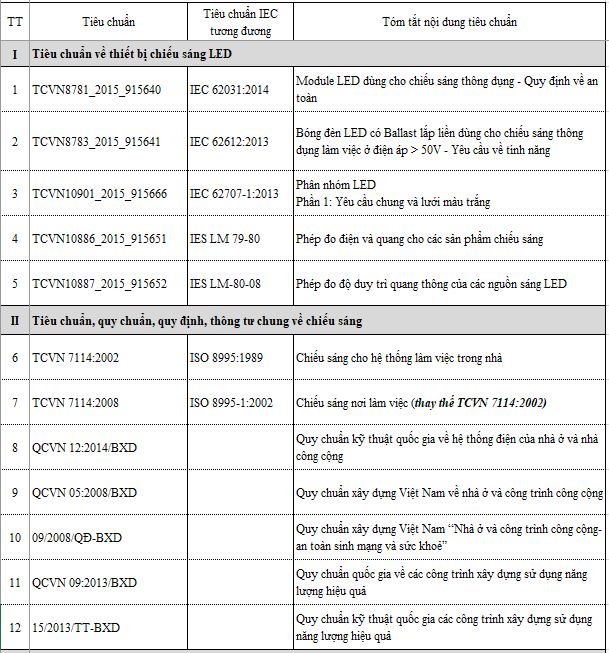 TT Tiêu chuẩn Tiêu chuẩn IEC tương đương Tóm tắt nội dung tiêu chuẩn
I Tiêu chuẩn về thiết bị chiếu sáng LED
1 TCVN8781_2015_915640 IEC 62031:2014 Module LED dùng cho chiếu sáng thông dụng - Quy định về an
toàn
2 TCVN8783_2015_915641 IEC 62612:2013 Bóng đèn LED có Ballast lắp liền dùng cho chiếu sáng thông
dụng làm việc ở điện áp > 50V - Yêu cầu về tính năng
3 TCVN10901_2015_915666 IEC 62707-1:2013 Phân nhóm LED
Phần 1: Yêu cầu chung và lưới màu trắng
4 TCVN10886_2015_915651 IES LM 79-80 Phép đo điện và quang cho các sản phẩm chiếu sáng
5 TCVN10887_2015_915652 IES LM-80-08 Phép đo độ duy trì quang thông của các nguồn sáng LED
II Tiêu chuẩn, quy chuẩn, quy định, thông tư chung về chiếu sáng
6 TCVN 7114:2002 ISO 8995:1989 Chiếu sáng cho hệ thống làm việc trong nhà
7 TCVN 7114:2008 ISO 8995-1:2002 Chiếu sáng nơi làm việc (thay thế TCVN 7114:2002)
8 QCVN 12:2014/BXD Quy chuẩn kỹ thuật quốc gia về hệ thống điện của nhà ở và nhà
công cộng
9 QCVN 05:2008/BXD Quy chuẩn xây dựng Việt Nam về nhà ở và công trình công cộng
10 09/2008/QĐ-BXD Quy chuẩn xây dựng Việt Nam “Nhà ở và công trình công cộng-
an toàn sinh mạng và sức khoẻ”
11 QCVN 09:2013/BXD Quy chuẩn quốc gia về các công trình xây dựng sử dụng năng
lượng hiệu quả
12 15/2013/TT-BXD Quy chuẩn kỹ thuật quốc gia các công trình xây dựng sử dụng
năng lượng hiệu quả